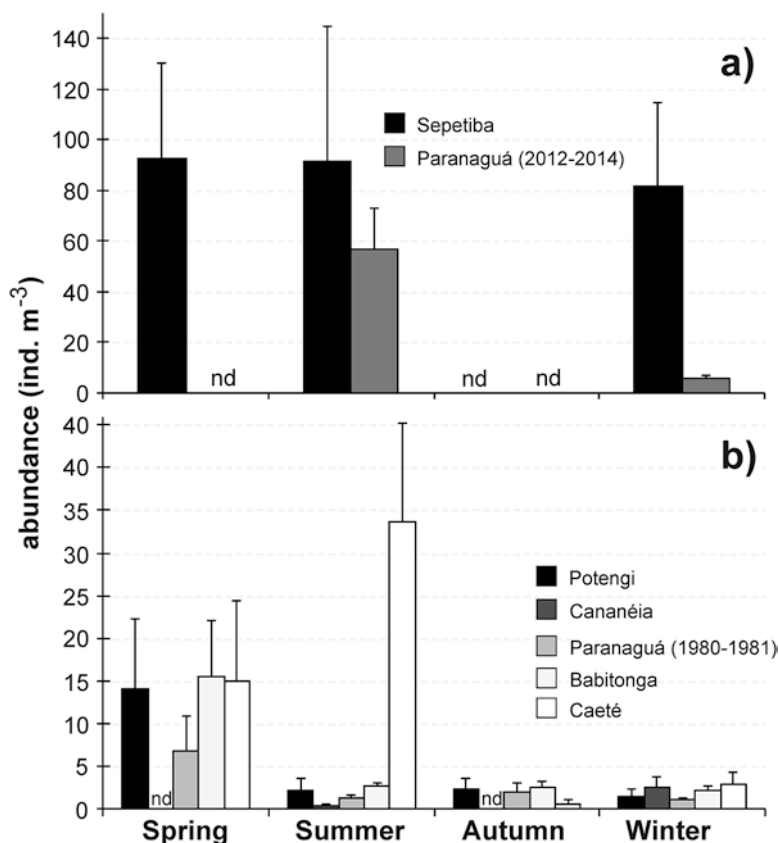 140
a)
120
Sepetiba
100
Paranaguá (2012-2014)
80
60
40
20
nd
nd
nd
0
abundance (ind. m⁻³)
40
b)
40
35
30
Potengi
25
Cananéia
20
Paranaguá (1980-1981)
15
Babitonga
10
Caeté
5
nd
nd
0
Spring
Summer
Autumn
Winter